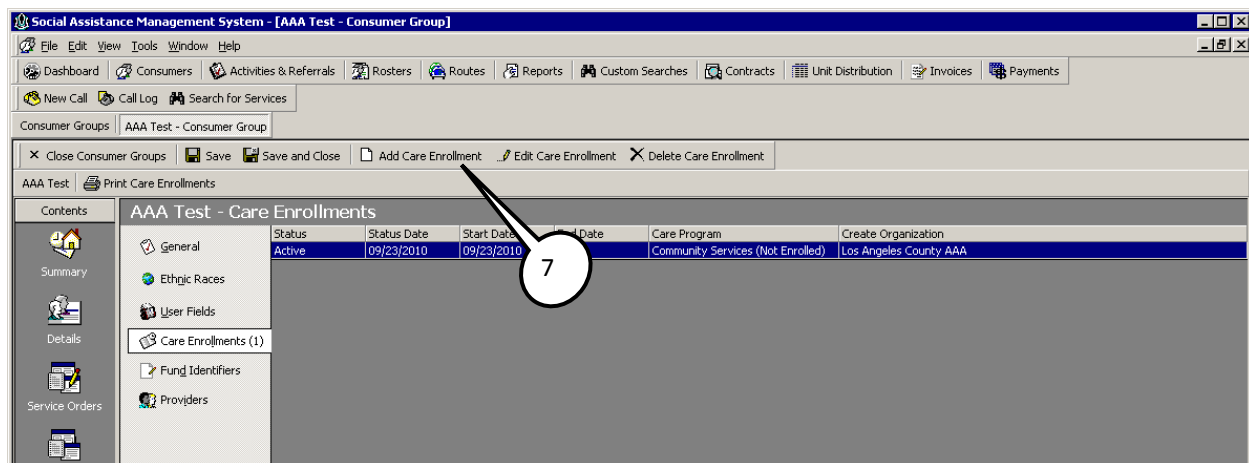 Social Assistance Management System - [AAA Test - Consumer Group]
File Edit View Tools Window Help
Dashboard Consumers Activities & Referrals Rosters Routes Reports Custom Searches Contracts Unit Distribution Invoices Payments
New Call Call Log Search for Services
Consumer Groups AAA Test - Consumer Group
Close Consumer Groups Save Save and Close Add Care Enrollment Edit Care Enrollment Delete Care Enrollment
AAA Test Print Care Enrollments
Contents AAA Test - Care Enrollments
Status Status Date Start Date End Date Care Program Create Organization
Active 09/23/2010 09/23/2010 Community Services (Not Enrolled) Los Angeles County AAA
7
General
Summary
Ethnic Races
User Fields
Details
Care Enrollments (1)
Fund Identifiers
Providers
Service Orders